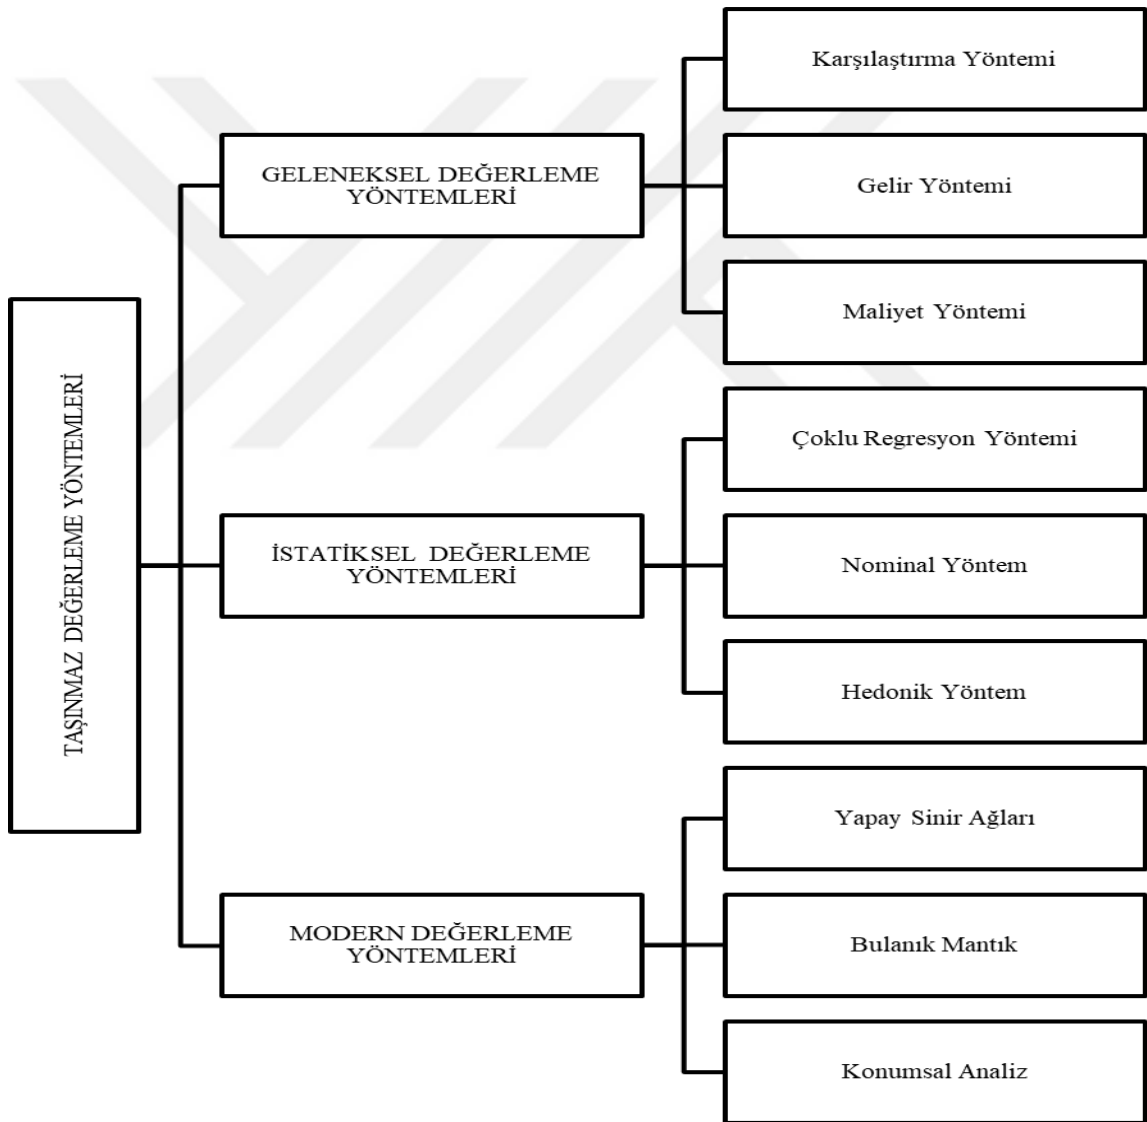 TAŞINMAZ DEĞERLEME YÖNTEMLERİ
GELENEKSEL DEĞERLEME
YÖNTEMLERİ
Karşılaştırma Yöntemi
Gelir Yöntemi
Maliyet Yöntemi
İSTATİKSEL DEĞERLEME
YÖNTEMLERİ
Çoklu Regresyon Yöntemi
Nominal Yöntem
Hedonik Yöntem
MODERN DEĞERLEME
YÖNTEMLERİ
Yapay Sinir Ağları
Bulanık Mantık
Konumsal Analiz